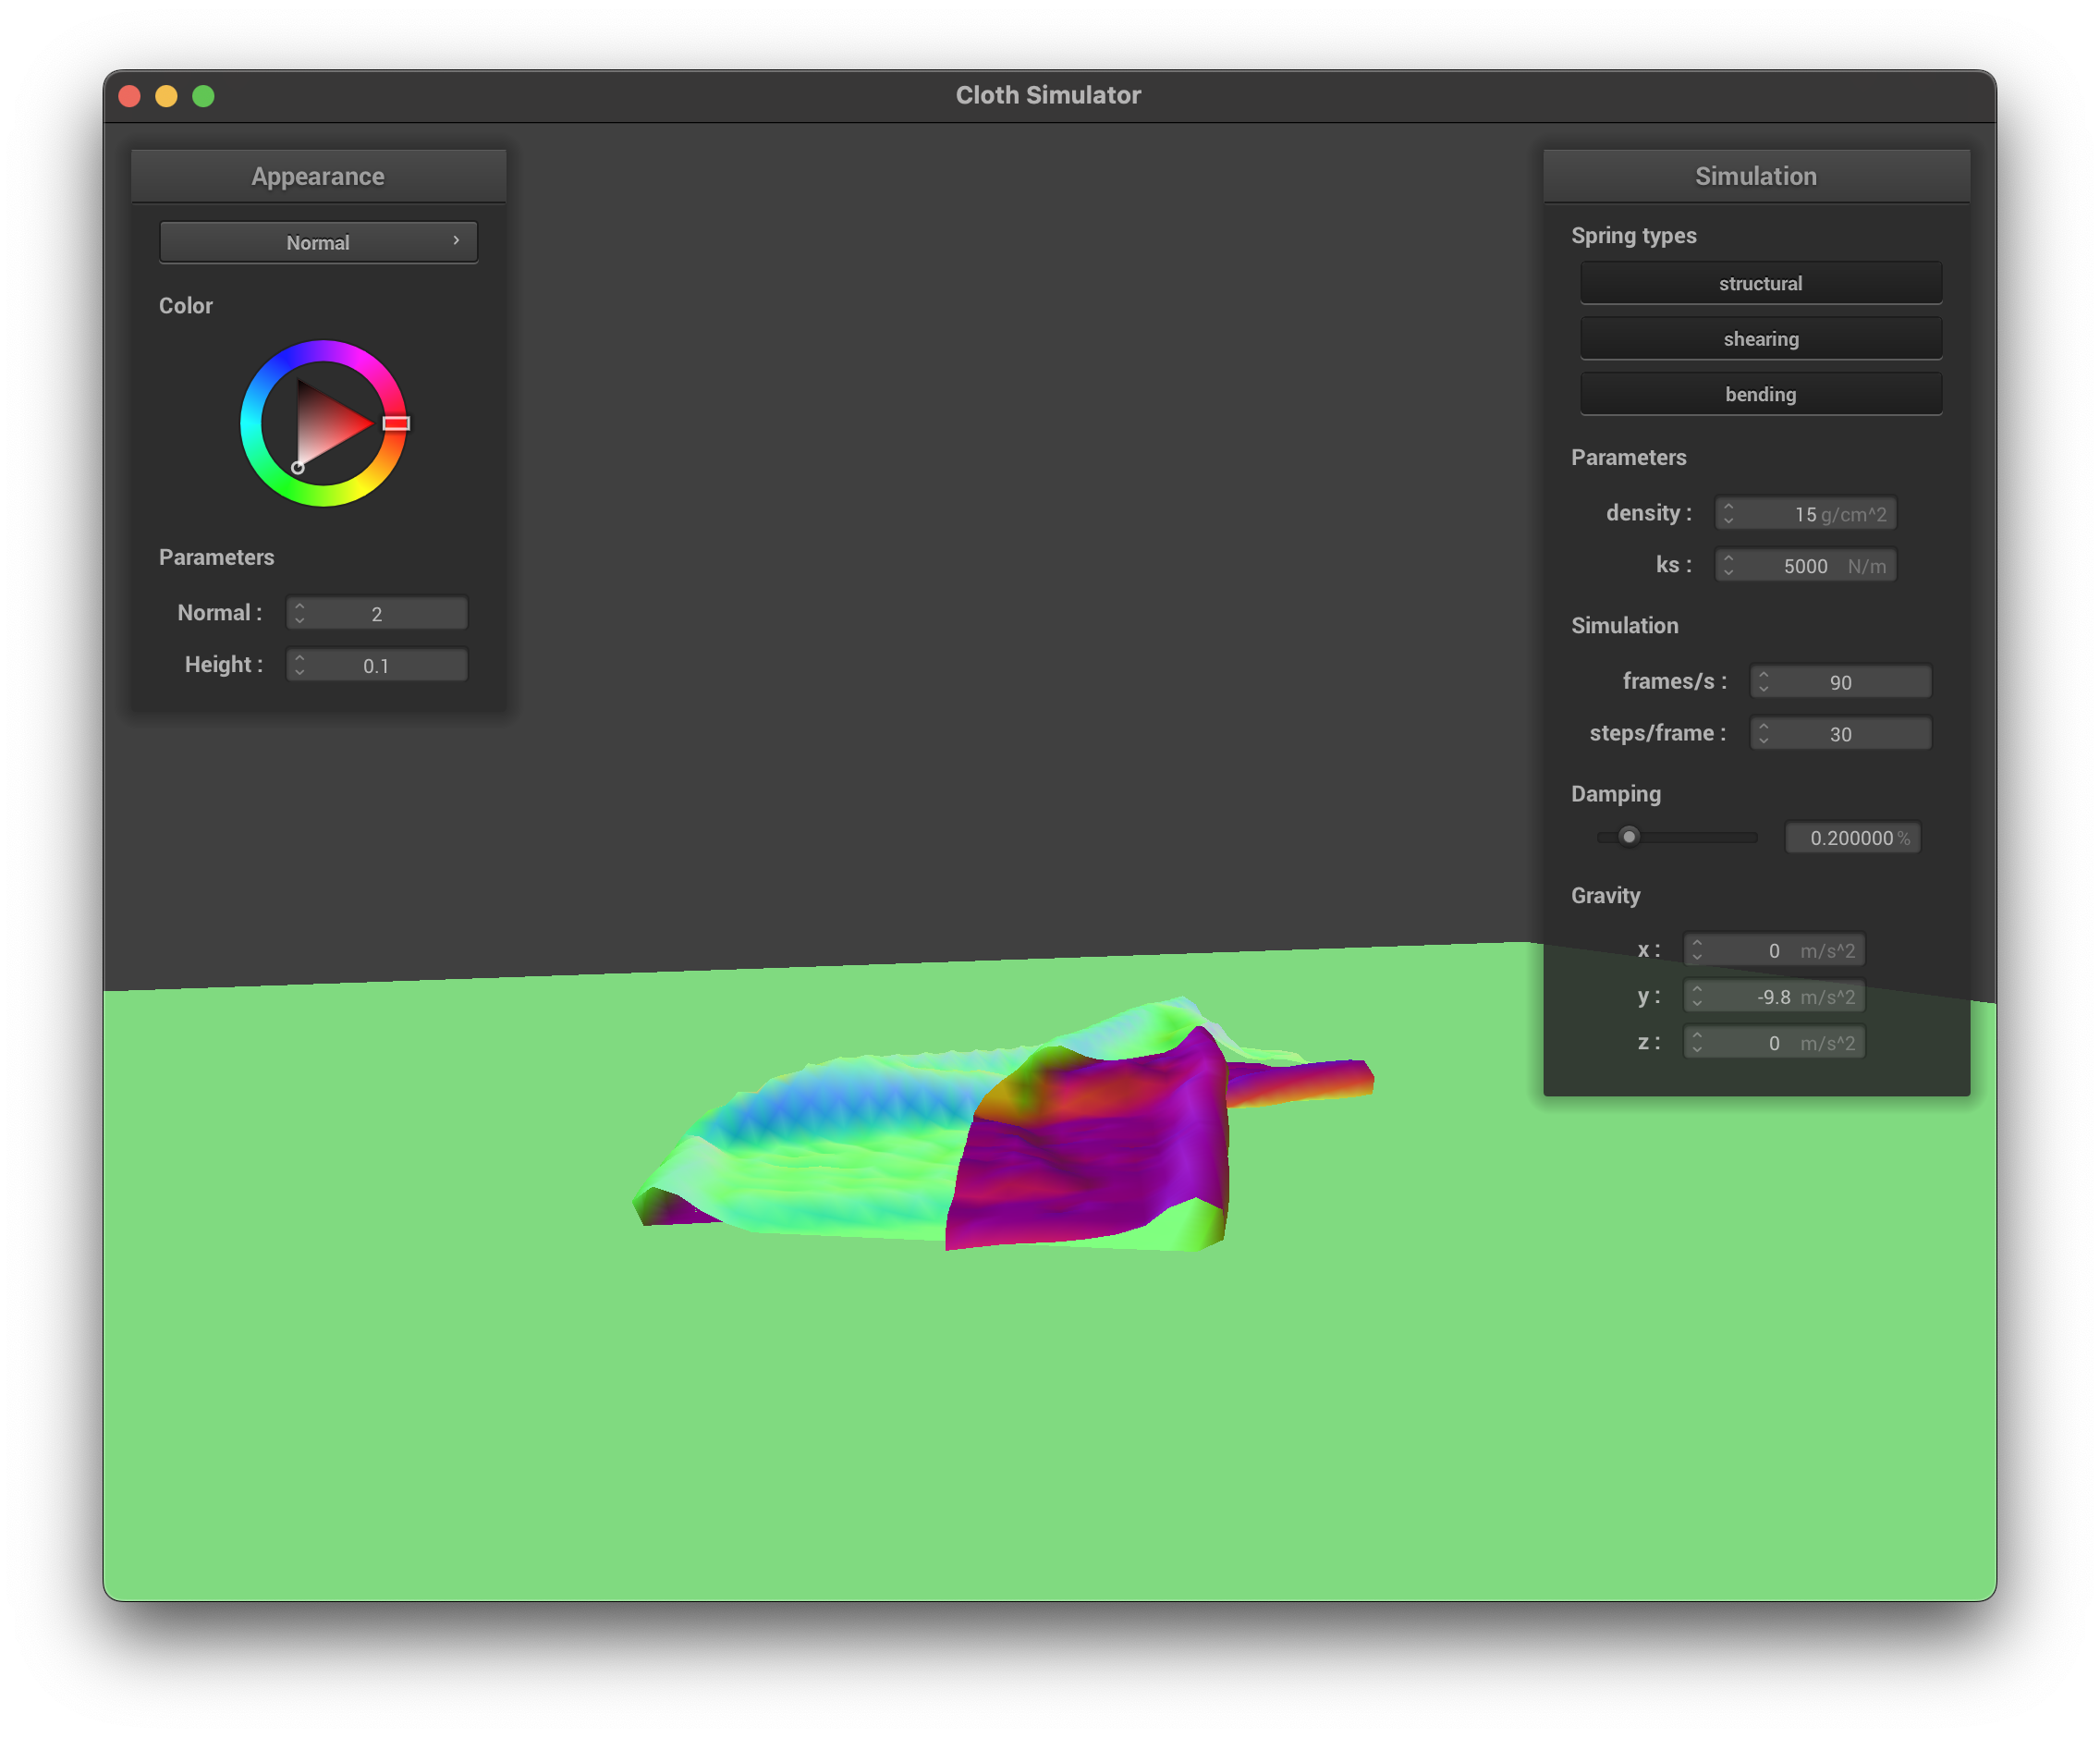 Cloth Simulator
Appearance
Normal
Color
Parameters
Normal : 2
Height : 0.1
Simulation
Spring types
structural
shearing
bending
Parameters
density : 15 g/cm^2
ks : 5000 N/m
Simulation
frames/s : 90
steps/frame : 30
Damping
0.200000 %
Gravity
x : 0 m/s^2
y : -9.8 m/s^2
z : 0 m/s^2